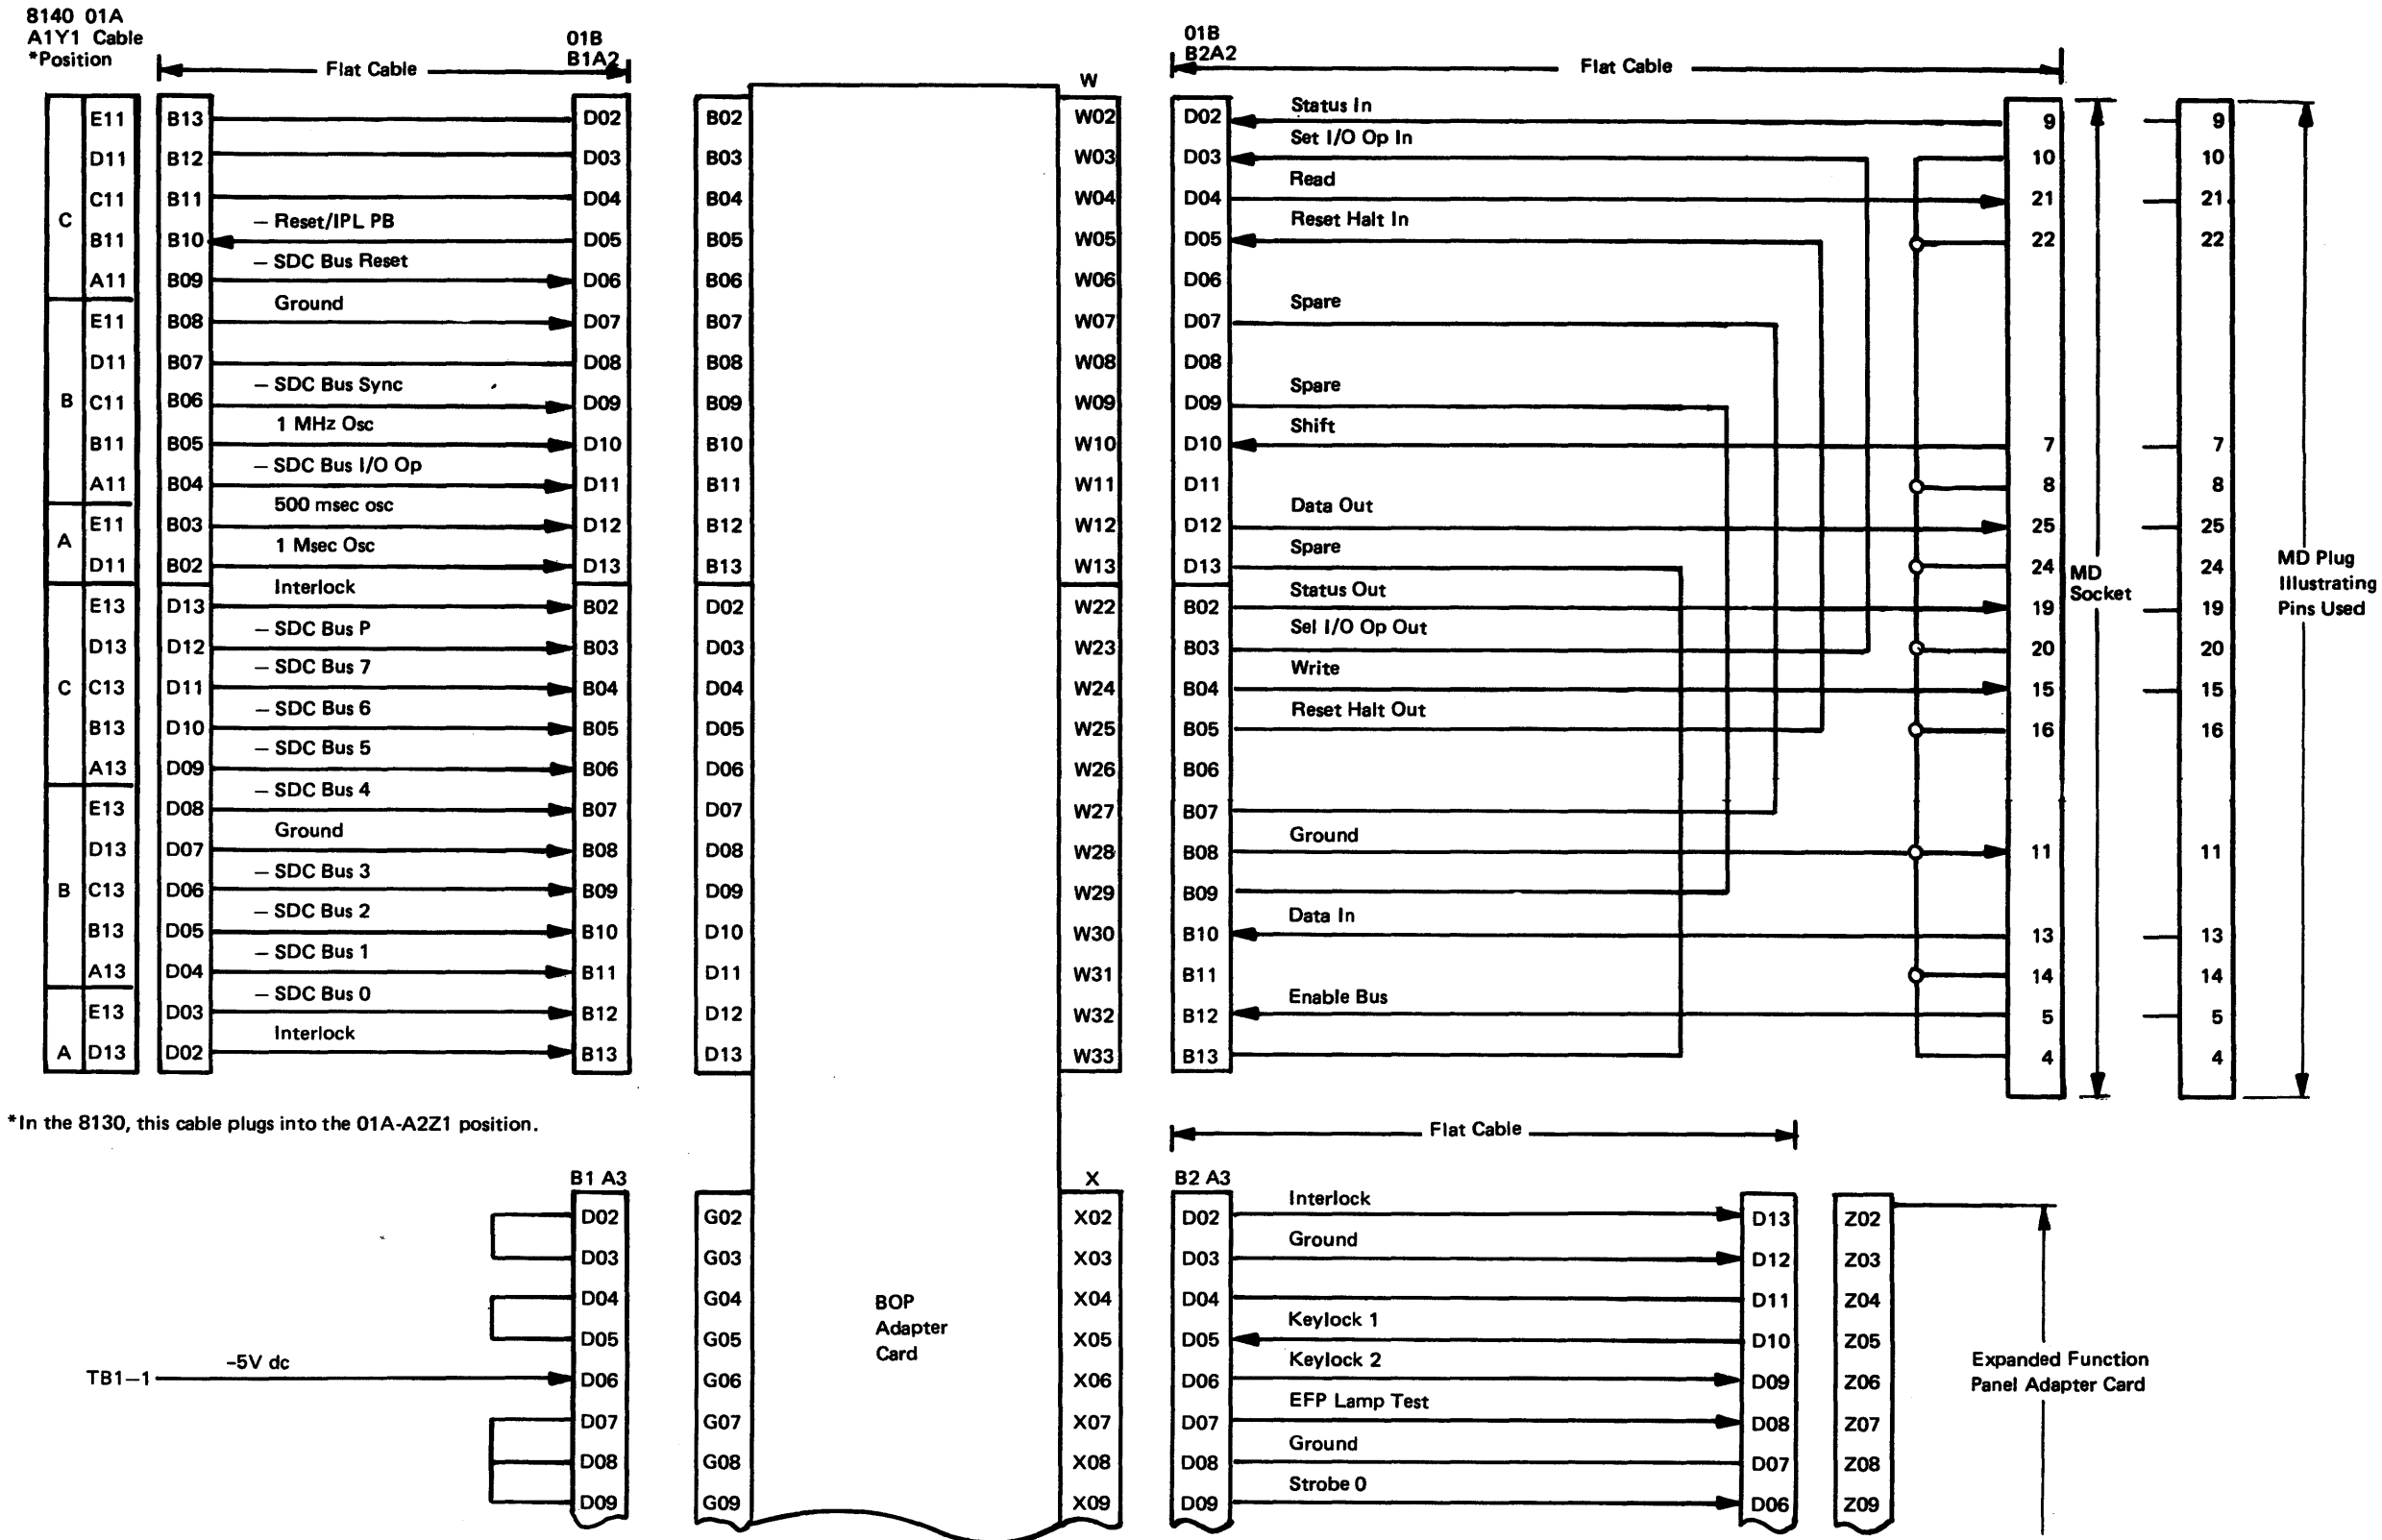 8140 01A
A1Y1 Cable
*Position
Flat Cable
01B
B1A2
W
01B
B2A2
Flat Cable
C
E11 B13 D02 B02 W02 D02 Status In 9 9
D11 B12 D03 B03 W03 D03 Set I/O Op In 10 10
C11 B11 D04 B04 W04 D04 Read 21 21
B11 B10 — Reset/IPL PB D05 B05 W05 D05 Reset Halt In 22 22
A11 B09 — SDC Bus Reset D06 B06 W06 D06
B
E11 B08 Ground D07 B07 W07 D07 Spare
D11 B07 D08 B08 W08 D08
C11 B06 — SDC Bus Sync D09 B09 W09 D09 Spare
B11 B05 1 MHz Osc D10 B10 W10 D10 Shift 7 7
A11 B04 — SDC Bus I/O Op D11 B11 W11 D11 8 8
A
E11 B03 500 msec osc D12 B12 W12 D12 Data Out 25 25
D11 B02 1 Msec Osc D13 B13 W13 D13 Spare 24 24
MD
Socket
MD Plug
Illustrating
Pins Used
C
E13 D13 Interlock B02 D02 W22 B02 Status Out 19 19
D13 D12 — SDC Bus P B03 D03 W23 B03 Sel I/O Op Out 20 20
C13 D11 — SDC Bus 7 B04 D04 W24 B04 Write 15 15
B13 D10 — SDC Bus 6 B05 D05 W25 B05 Reset Halt Out 16 16
A13 D09 — SDC Bus 5 B06 D06 W26 B06
B
E13 D08 — SDC Bus 4 B07 D07 W27 B07
D13 D07 Ground B08 D08 W28 B08 Ground 11 11
C13 D06 — SDC Bus 3 B09 D09 W29 B09
B13 D05 — SDC Bus 2 B10 D10 W30 B10 Data In 13 13
A13 D04 — SDC Bus 1 B11 D11 W31 B11 14 14
A
E13 D03 — SDC Bus 0 B12 D12 W32 B12 Enable Bus 5 5
D13 D02 Interlock B13 D13 W33 B13 4 4
*In the 8130, this cable plugs into the 01A-A2Z1 position.
Flat Cable
B1 A3
X
B2 A3
D02 G02 X02 D02 Interlock D13 Z02
D03 G03 X03 D03 Ground D12 Z03
D04 G04 X04 D04 D11 Z04
D05 G05 X05 D05 Keylock 1 D10 Z05
TB1—1 -5V dc D06 G06 X06 D06 Keylock 2 D09 Z06
D07 G07 X07 D07 EFP Lamp Test D08 Z07
D08 G08 X08 D08 Ground D07 Z08
D09 G09 X09 D09 Strobe 0 D06 Z09
BOP
Adapter
Card
Expanded Function
Panel Adapter Card